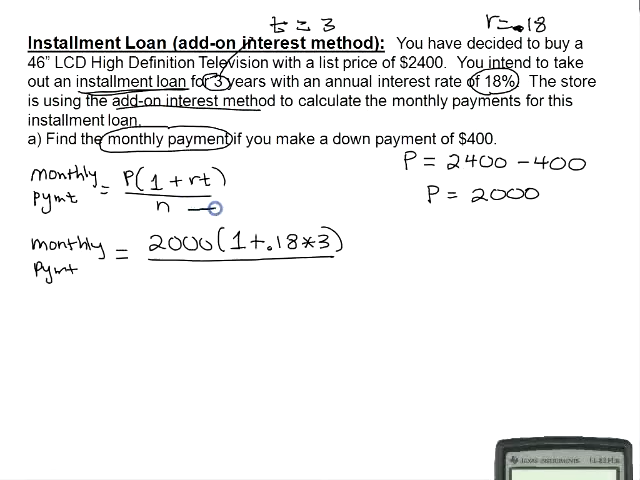 t = 3
r = .18
Installment Loan (add-on interest method): You have decided to buy a
46" LCD High Definition Television with a list price of $2400. You intend to take
out an installment loan for 3 years with an annual interest rate of 18%. The store
is using the add-on interest method to calculate the monthly payments for this
installment loan.
a) Find the monthly payment if you make a down payment of $400.
P = 2400 - 400
P = 2000
monthly pymt = P(1 + rt)
n
monthly pymt = 2000(1+.18*3)
TEXAS INSTRUMENTS